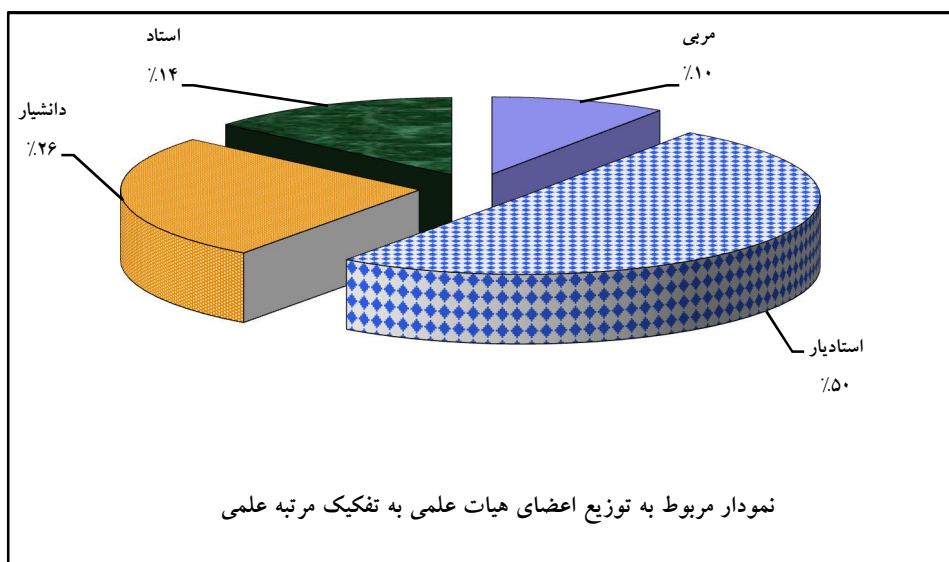 مربی
٪۱۰
استاد
٪۱۴
دانشیار
٪۲۶
استادیار
٪۵۰
نمودار مربوط به توزیع اعضای هیات علمی به تفکیک مرتبه علمی